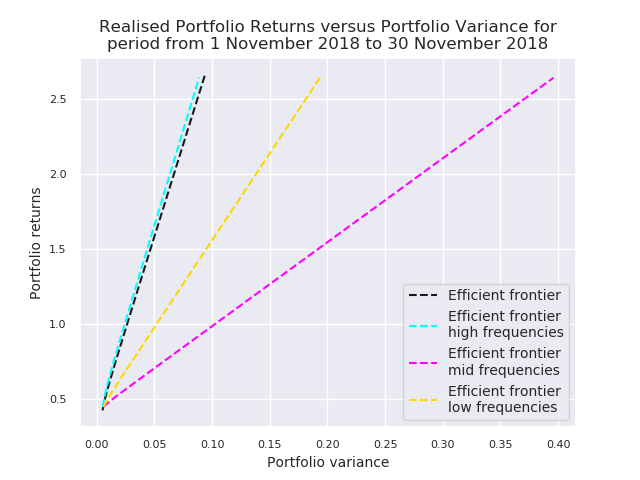 Realised Portfolio Returns versus Portfolio Variance for
period from 1 November 2018 to 30 November 2018
Portfolio returns
2.5
2.0
1.5
1.0
0.5
Efficient frontier
Efficient frontier
high frequencies
Efficient frontier
mid frequencies
Efficient frontier
low frequencies
0.00 0.05 0.10 0.15 0.20 0.25 0.30 0.35 0.40
Portfolio variance